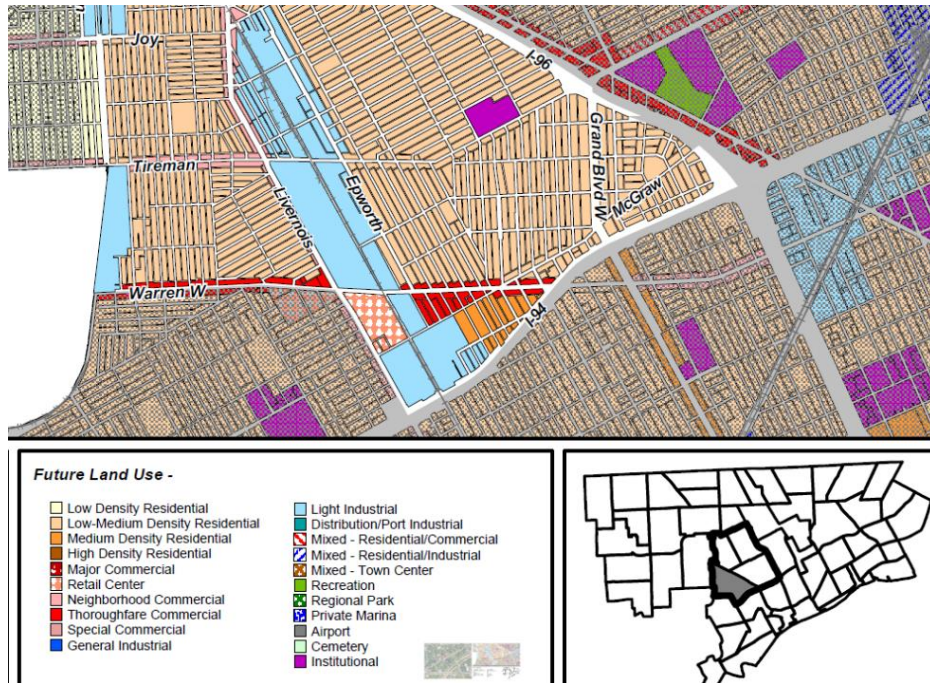 Joy
I-96
Tireman
Grand Blvd W
McGraw
Epworth
Livernois
Warren W
I-94
Future Land Use -
Low Density Residential
Low-Medium Density Residential
Medium Density Residential
High Density Residential
Major Commercial
Retail Center
Neighborhood Commercial
Thoroughfare Commercial
Special Commercial
General Industrial
Light Industrial
Distribution/Port Industrial
Mixed - Residential/Commercial
Mixed - Residential/Industrial
Mixed - Town Center
Recreation
Regional Park
Private Marina
Airport
Cemetery
Institutional